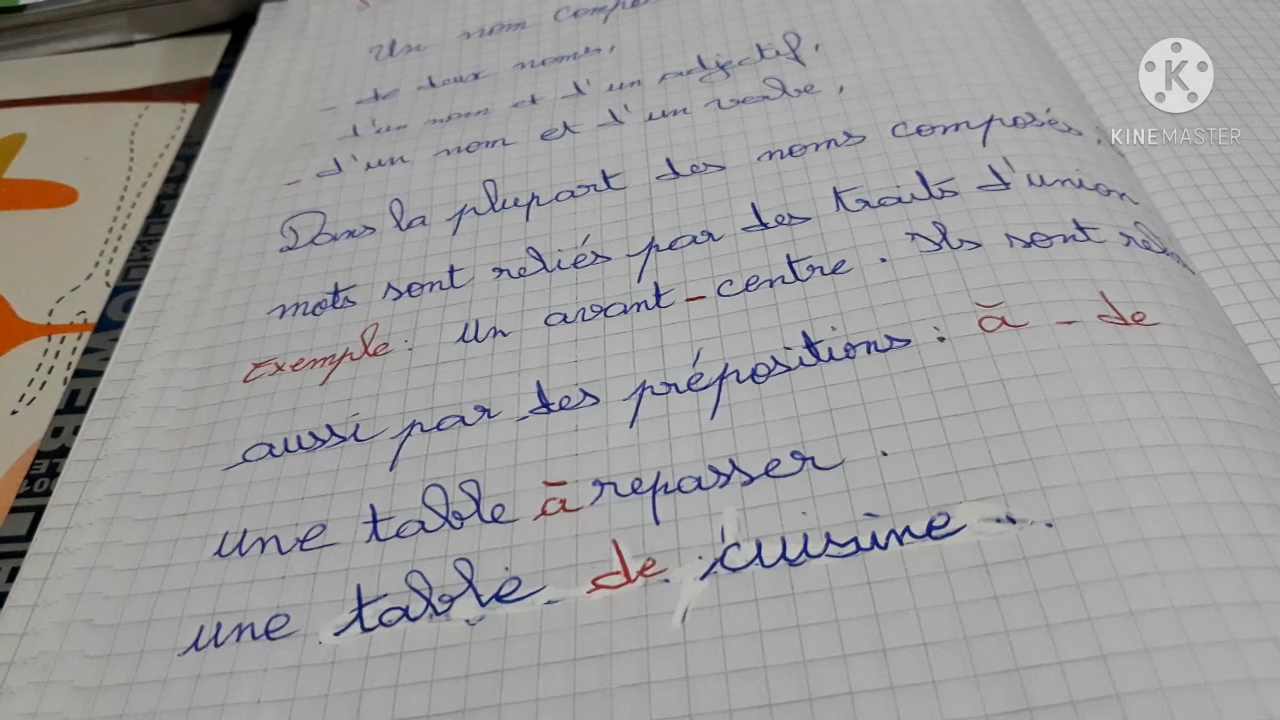 Un nom compo
- de deux noms,
d'un nom et d'un adjectif,
- d'un nom et d'un verbe,
Dans la plupart des noms composés,
mots sont reliés par des traits d'union
Exemple: Un avant-centre. Ils sont
aussi par des prépositions: à - de
une table à repasser.
une table de cuisine...
KINEMASTER